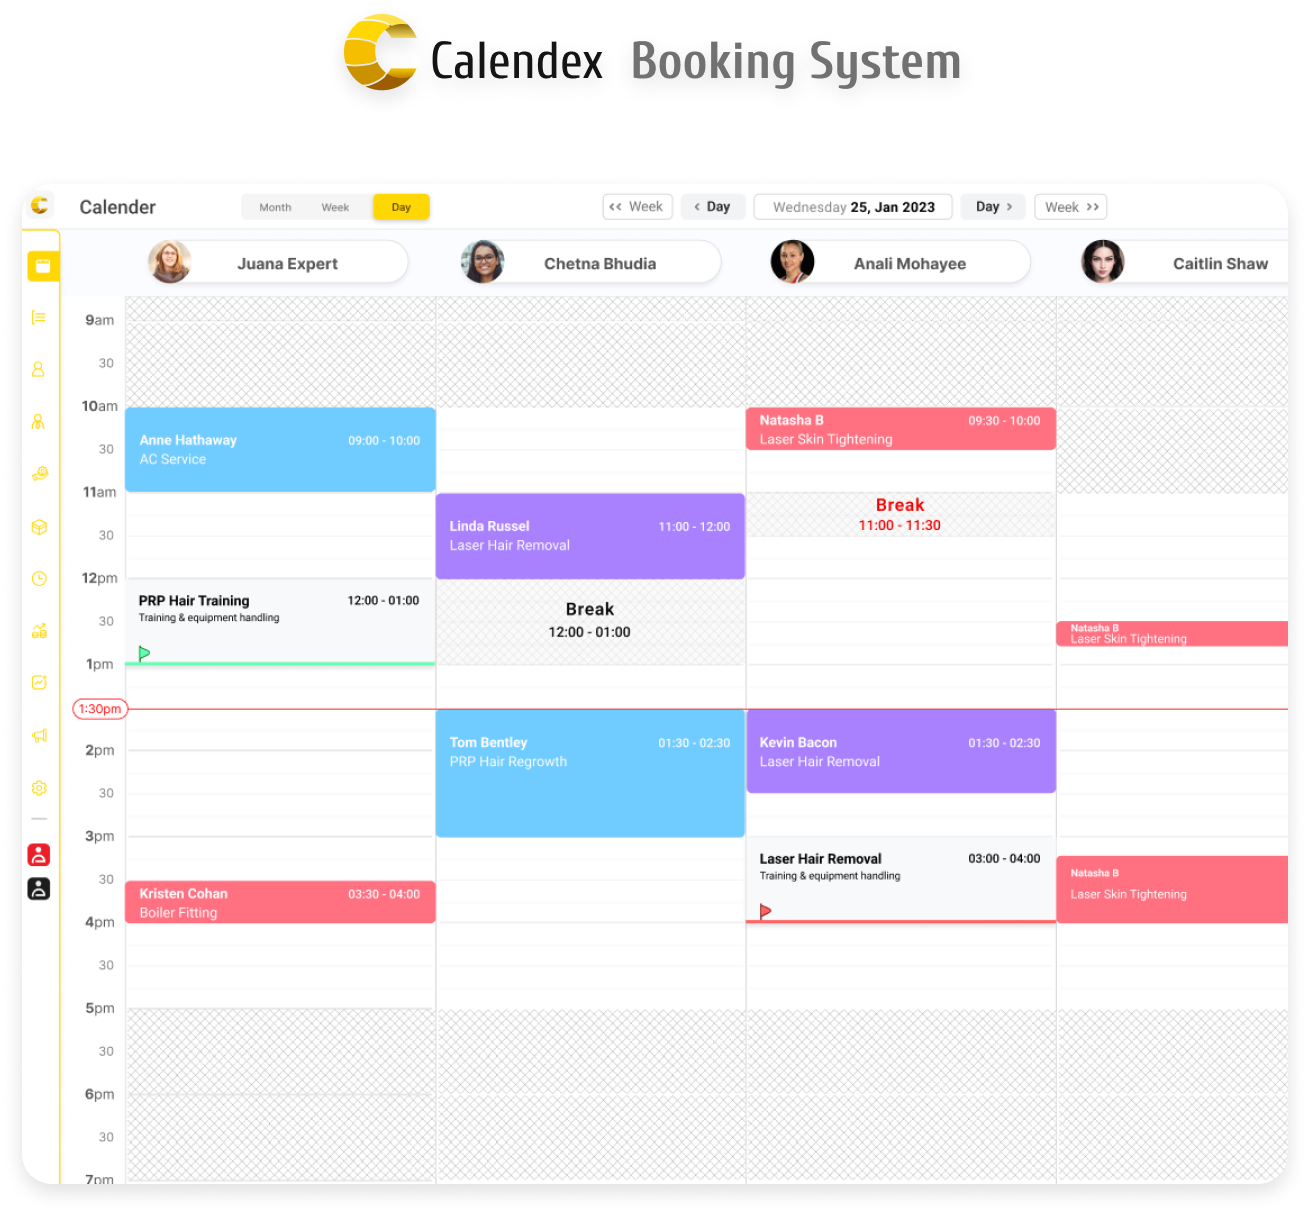 Calendex Booking System
Calender
Month Week Day
Week Day Wednesday 25, Jan 2023 Day Week
Juana Expert
Chetna Bhudia
Anali Mohayee
Caitlin Shaw
9am
30
10am
30
11am
30
12pm
30
1pm
1:30pm
2pm
30
3pm
30
4pm
30
5pm
30
6pm
30
7pm
Anne Hathaway 09:00 - 10:00
AC Service
PRP Hair Training 12:00 - 01:00
Training & equipment handling
Kristen Cohan 03:30 - 04:00
Boiler Fitting
Linda Russel 11:00 - 12:00
Laser Hair Removal
Break
12:00 - 01:00
Tom Bentley 01:30 - 02:30
PRP Hair Regrowth
Natasha B 09:30 - 10:00
Laser Skin Tightening
Break
11:00 - 11:30
Kevin Bacon 01:30 - 02:30
Laser Hair Removal
Laser Hair Removal 03:00 - 04:00
Training & equipment handling
Natasha B
Laser Skin Tightening
Natasha B
Laser Skin Tightening